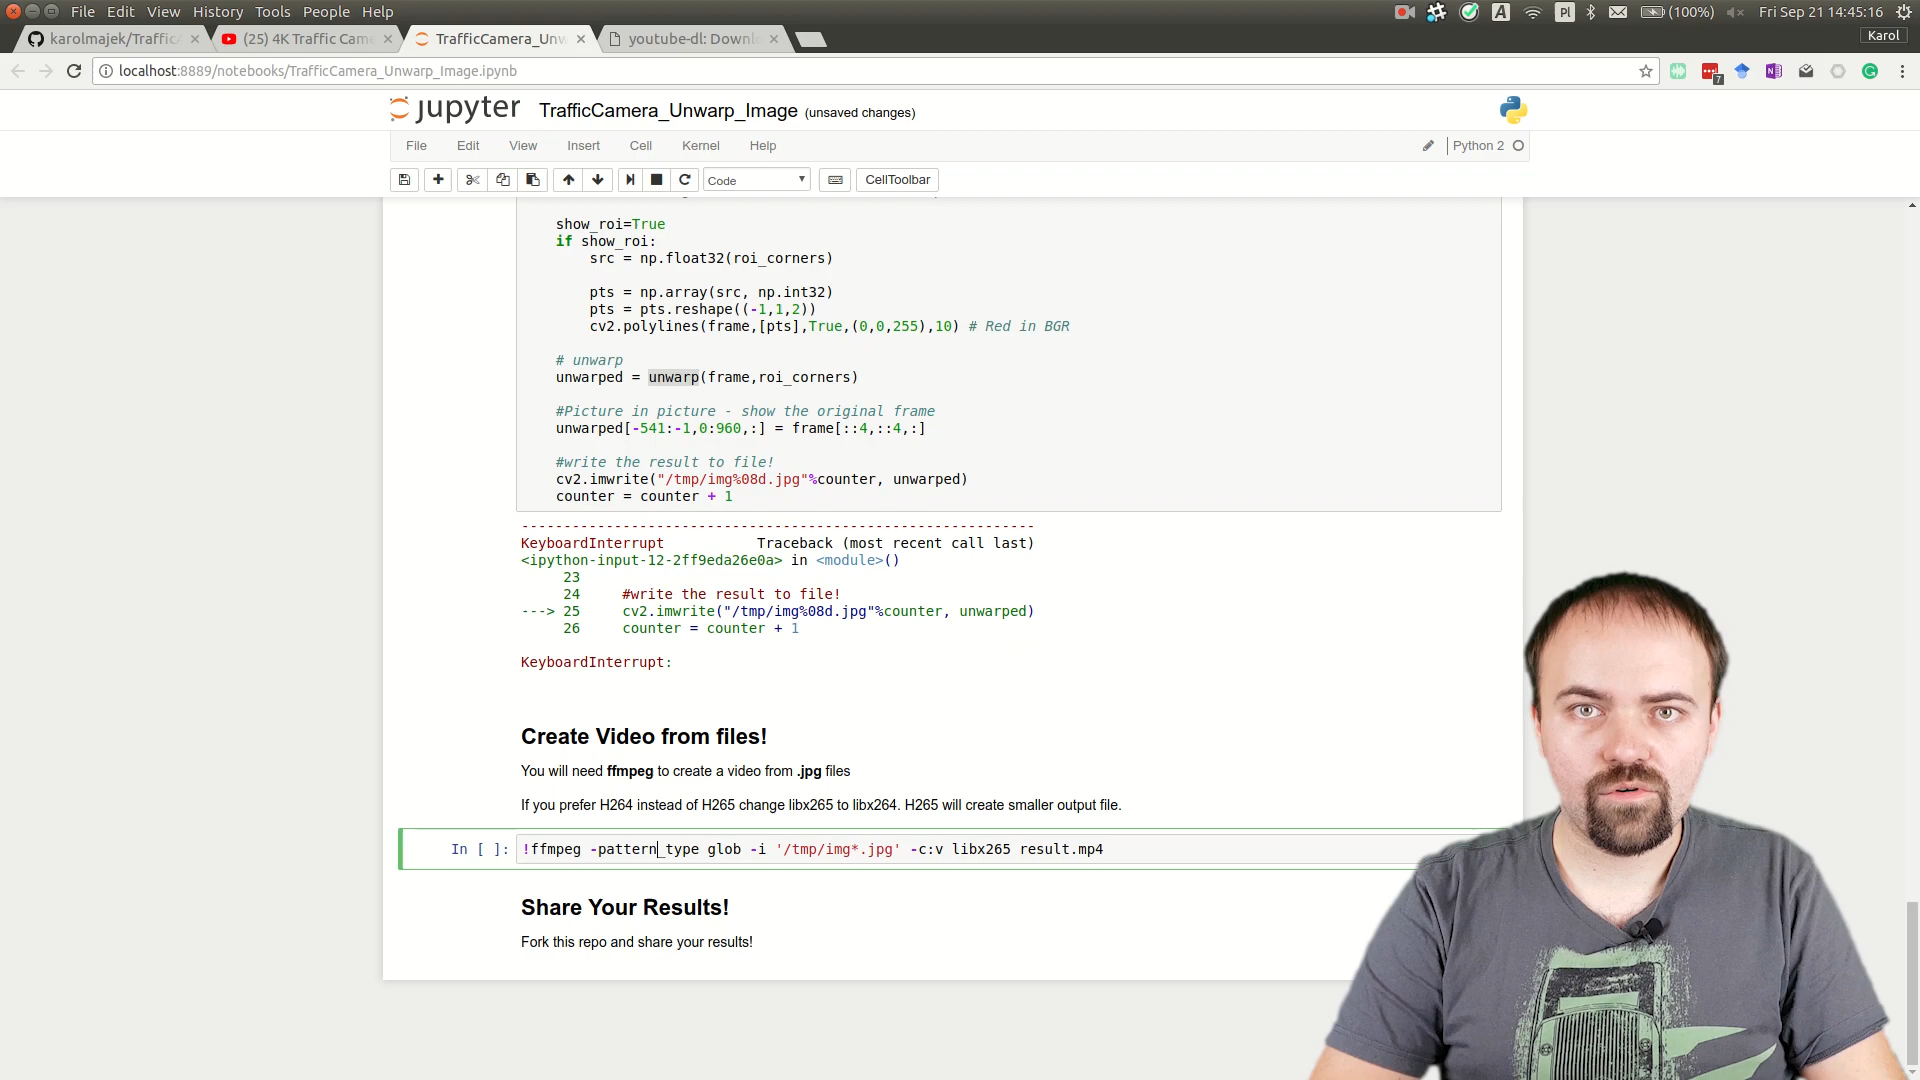 File Edit View History Tools People Help
Pl (100%) Fri Sep 21 14:45:16
karolmajek/TrafficC
(25) 4K Traffic Came
TrafficCamera_Unw
youtube-dl: Downlo
Karol
localhost:8889/notebooks/TrafficCamera_Unwarp_Image.ipynb
7
jupyter TrafficCamera_Unwarp_Image (unsaved changes)
File Edit View Insert Cell Kernel Help Python 2
Code CellToolbar
show_roi=True
if show_roi:
src = np.float32(roi_corners)
pts = np.array(src, np.int32)
pts = pts.reshape((-1,1,2))
cv2.polylines(frame,[pts],True,(0,0,255),10) # Red in BGR
# unwarp
unwarped = unwarp(frame,roi_corners)
#Picture in picture - show the original frame
unwarped[-541:-1,0:960,:] = frame[::4,::4,:]
#write the result to file!
cv2.imwrite("/tmp/img%08d.jpg"%counter, unwarped)
counter = counter + 1
---------------------------------------------------------------------------
KeyboardInterrupt Traceback (most recent call last)
<ipython-input-12-2ff9eda26e0a> in <module>()
23
24 #write the result to file!
---> 25 cv2.imwrite("/tmp/img%08d.jpg"%counter, unwarped)
26 counter = counter + 1
KeyboardInterrupt:
Create Video from files!
You will need ffmpeg to create a video from .jpg files
If you prefer H264 instead of H265 change libx265 to libx264. H265 will create smaller output file.
In [ ]: !ffmpeg -pattern_type glob -i '/tmp/img*.jpg' -c:v libx265 result.mp4
Share Your Results!
Fork this repo and share your results!